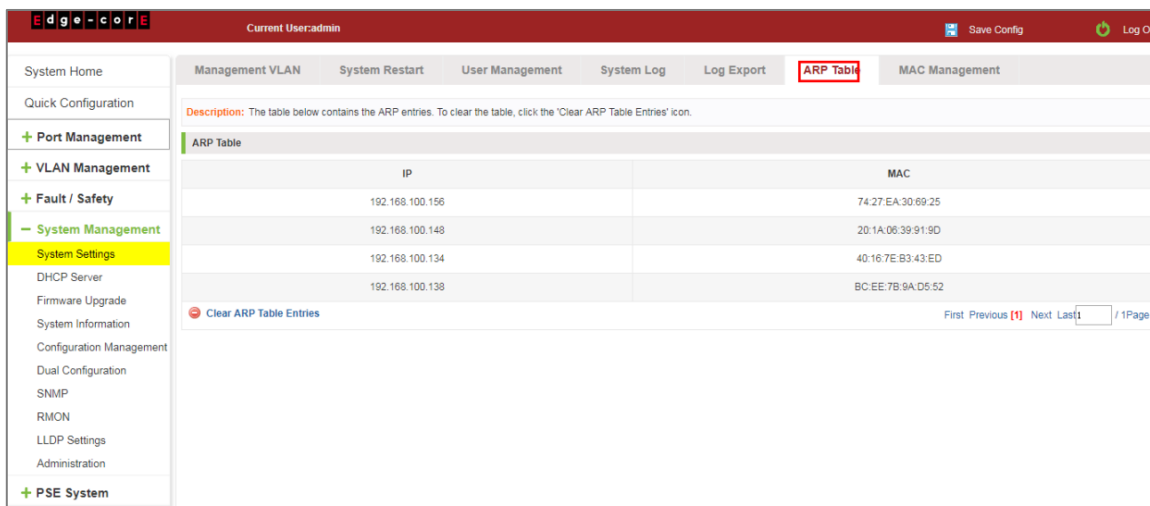 Edge-corE
Current User:admin
Save Config
Log O
System Home
Quick Configuration
+ Port Management
+ VLAN Management
+ Fault / Safety
− System Management
System Settings
DHCP Server
Firmware Upgrade
System Information
Configuration Management
Dual Configuration
SNMP
RMON
LLDP Settings
Administration
+ PSE System
Management VLAN System Restart User Management System Log Log Export ARP Table MAC Management
Description: The table below contains the ARP entries. To clear the table, click the 'Clear ARP Table Entries' icon.
ARP Table
IP MAC
192.168.100.156 74:27:EA:30:69:25
192.168.100.148 20:1A:06:39:91:9D
192.168.100.134 40:16:7E:B3:43:ED
192.168.100.138 BC:EE:7B:9A:D5:52
Clear ARP Table Entries
First Previous [1] Next Last 1 / 1Page